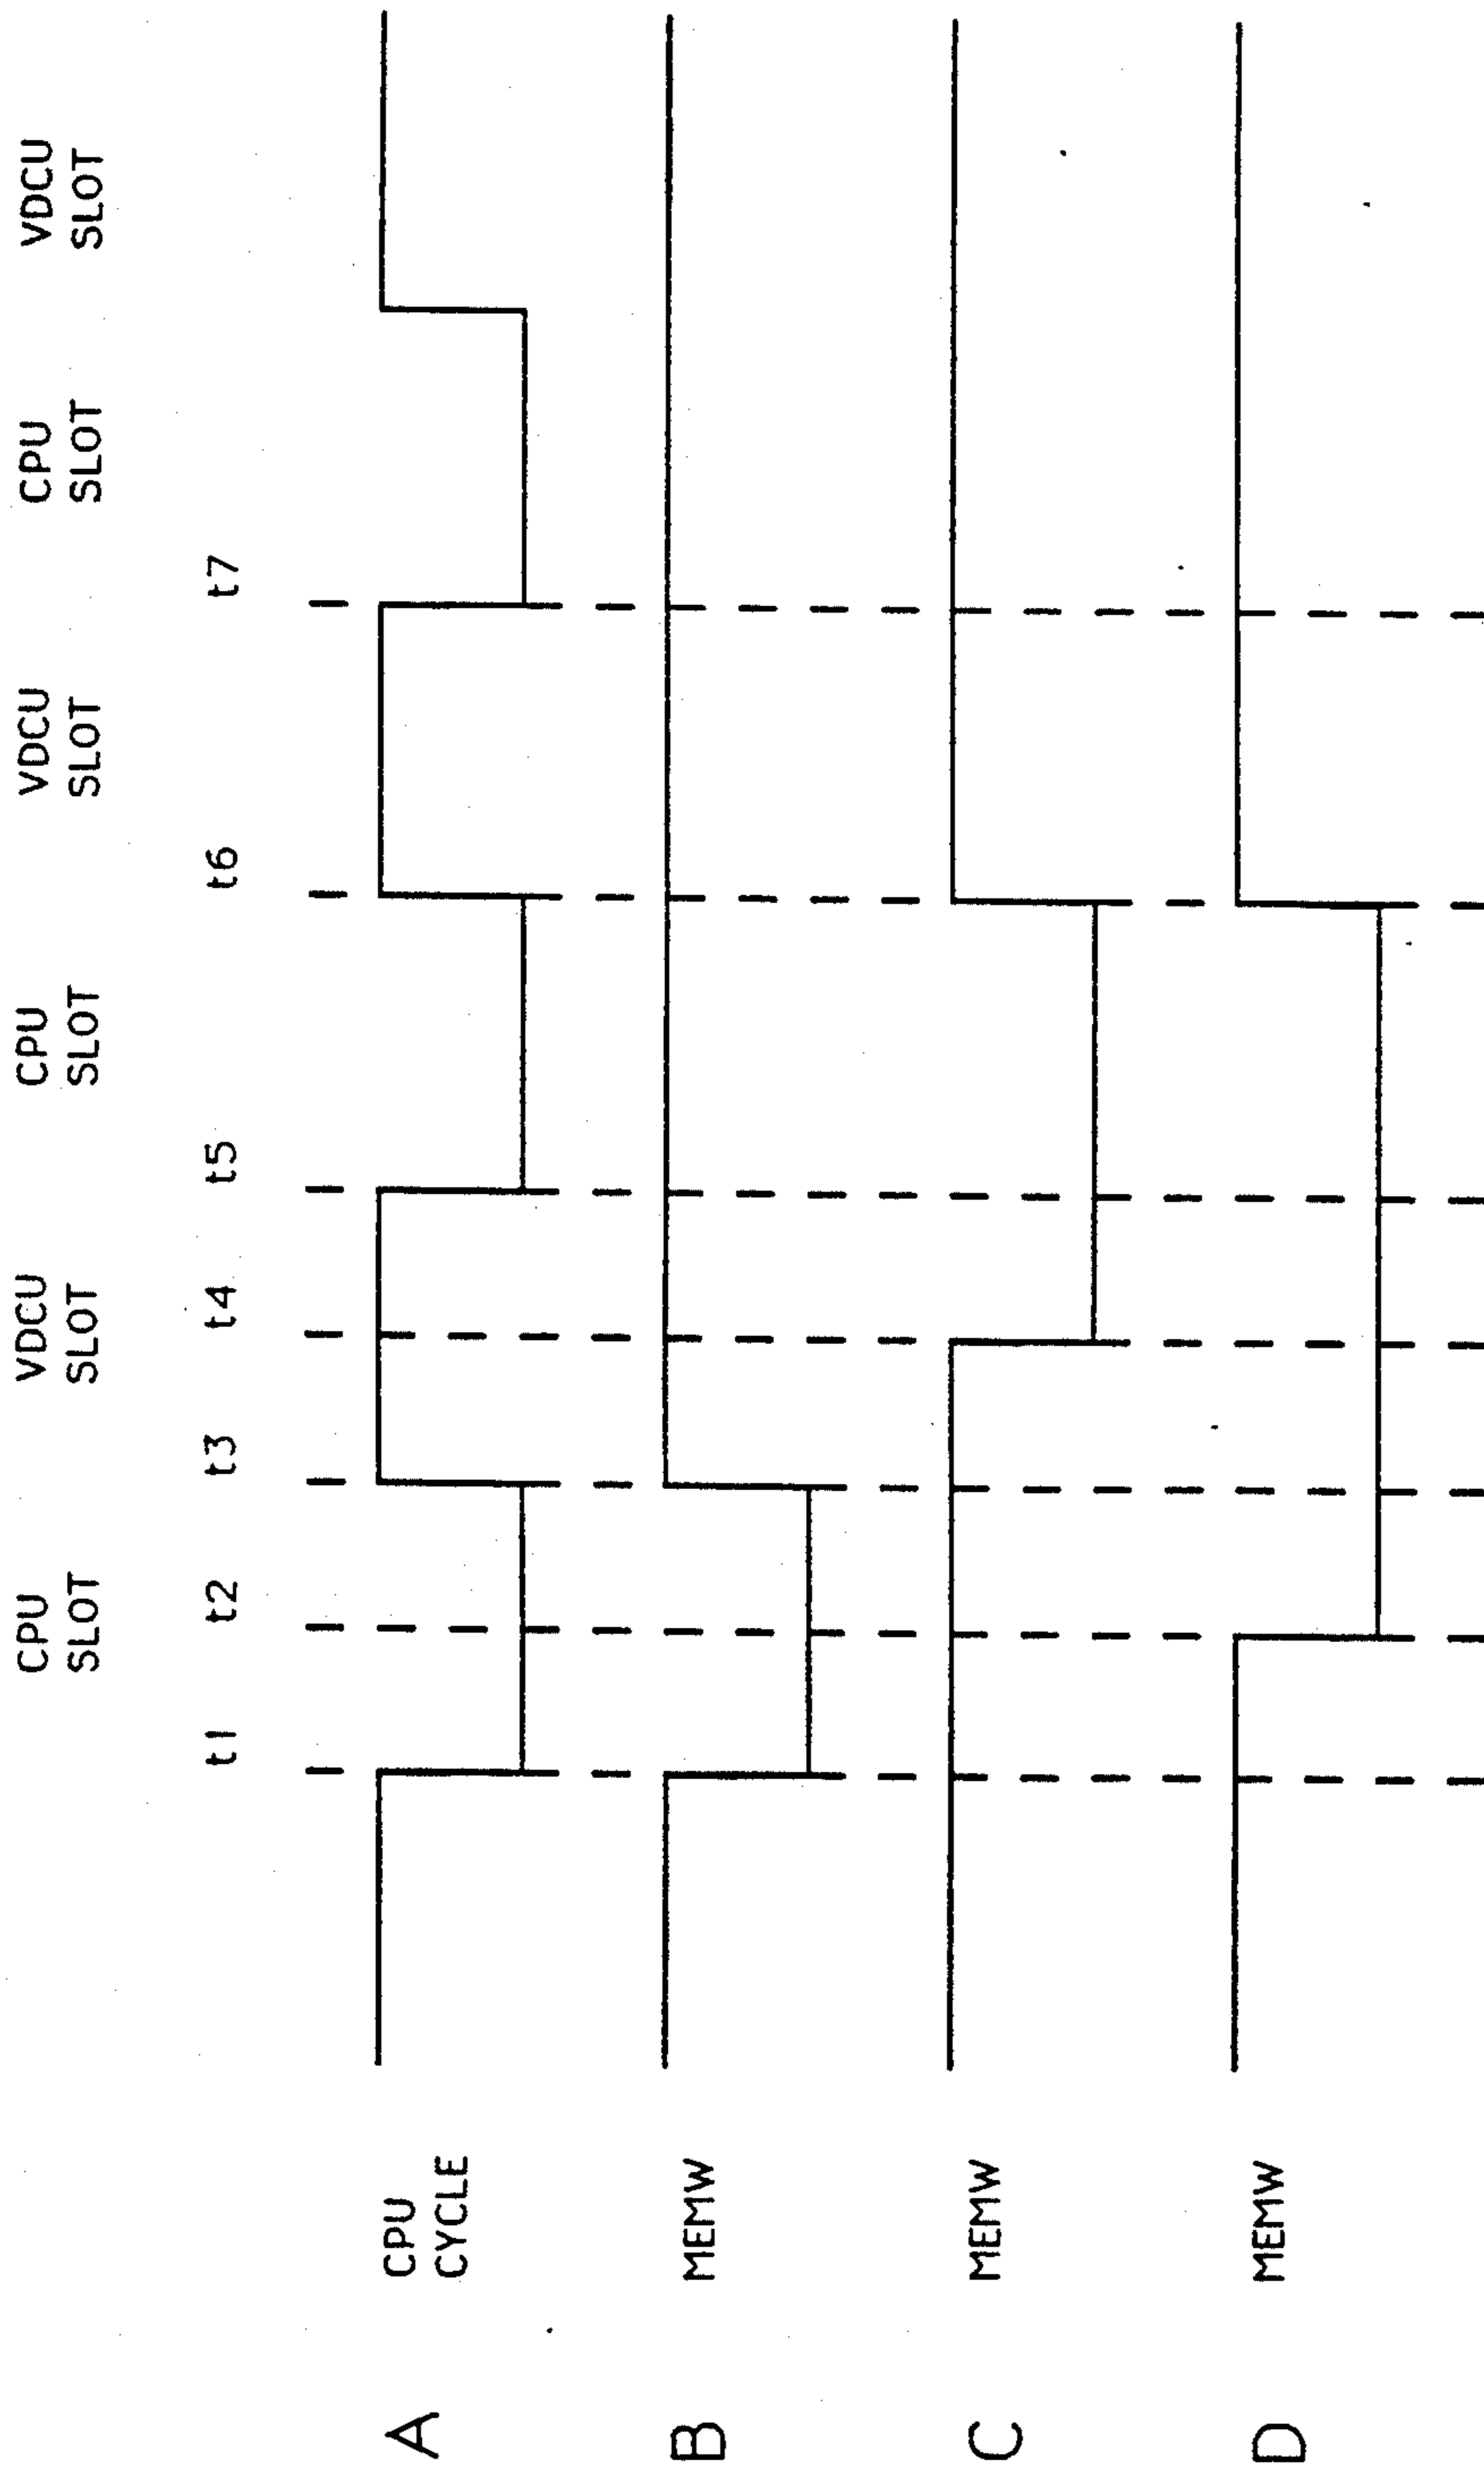 CPU
SLOT
VDCU
SLOT
CPU
SLOT
VDCU
SLOT
CPU
SLOT
VDCU
SLOT
t1 t2 t3 t4 t5 t6 t7
A CPU
CYCLE
B MEMW
C MEMW
D MEMW